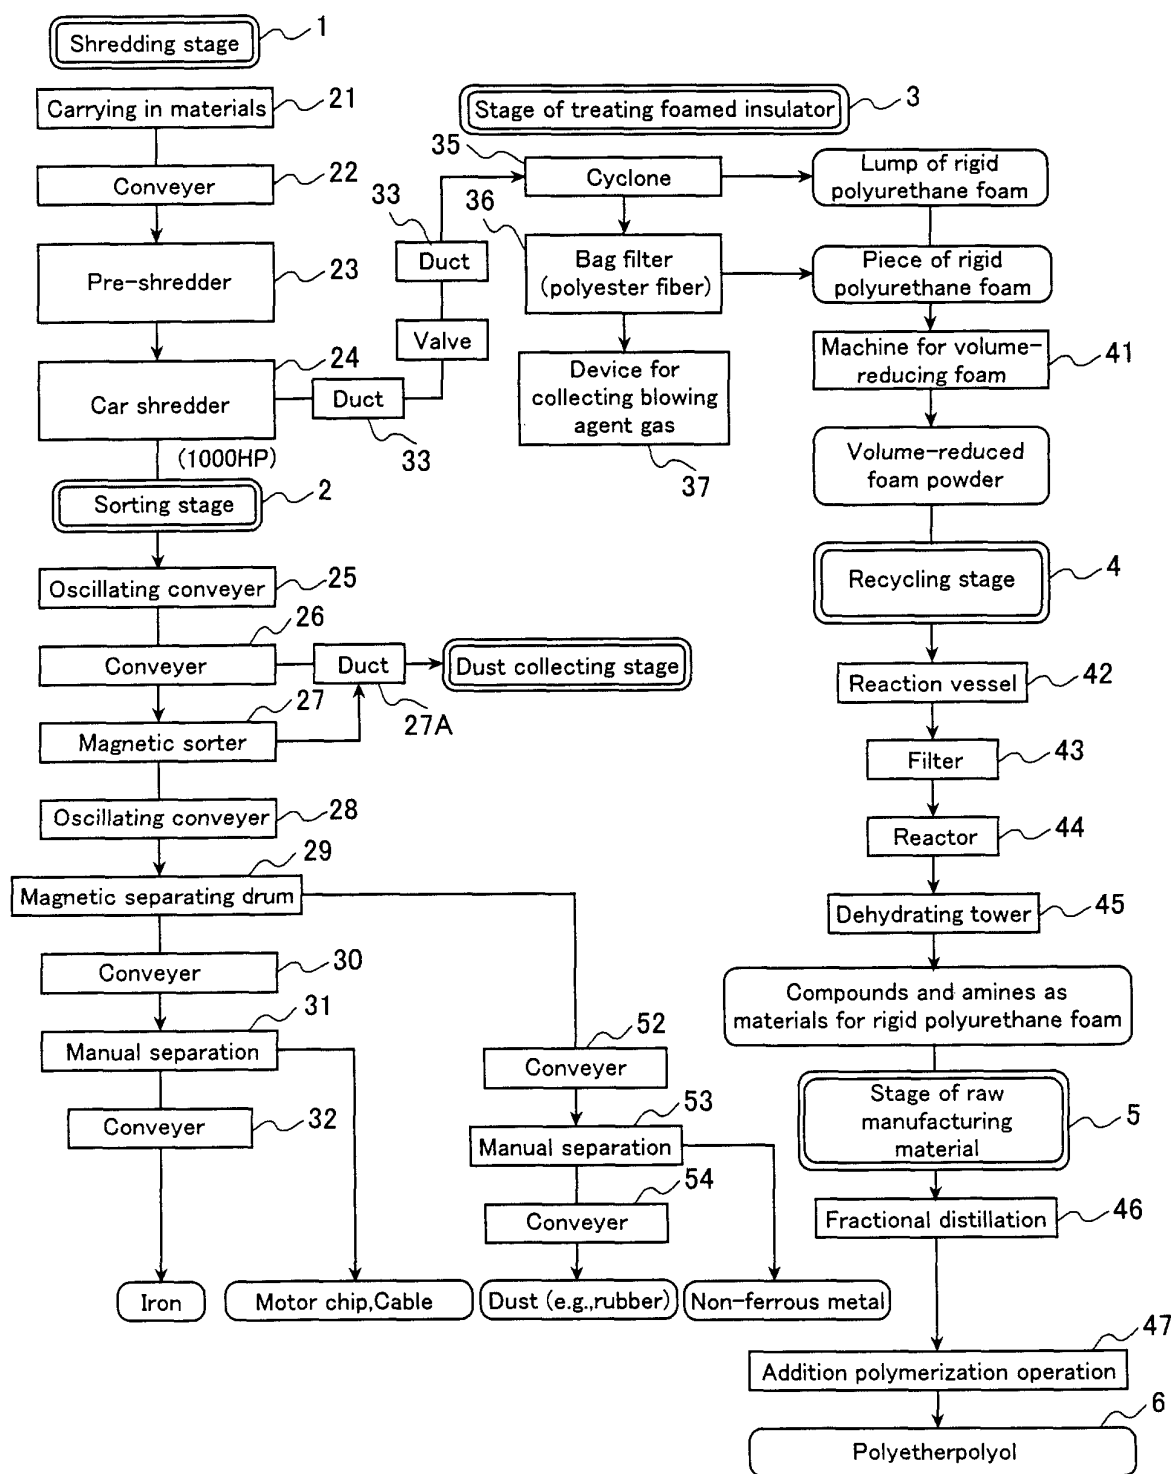 Shredding stage
1
Carrying in materials
21
Conveyer
22
Pre-shredder
23
Car shredder
24
(1000HP)
Duct
33
Valve
Duct
33
Stage of treating foamed insulator
3
35
Cyclone
36
Bag filter
(polyester fiber)
Device for
collecting blowing
agent gas
37
Lump of rigid
polyurethane foam
Piece of rigid
polyurethane foam
Machine for volume-
reducing foam
41
Volume-reduced
foam powder
Sorting stage
2
Oscillating conveyer
25
26
Conveyer
Duct
27A
Dust collecting stage
27
Magnetic sorter
Oscillating conveyer
28
29
Magnetic separating drum
Conveyer
30
31
Manual separation
Conveyer
32
52
Conveyer
53
Manual separation
54
Conveyer
Iron
Motor chip,Cable
Dust (e.g.,rubber)
Non-ferrous metal
Recycling stage
4
Reaction vessel
42
Filter
43
Reactor
44
Dehydrating tower
45
Compounds and amines as
materials for rigid polyurethane foam
Stage of raw
manufacturing
material
5
Fractional distillation
46
47
Addition polymerization operation
6
Polyetherpolyol